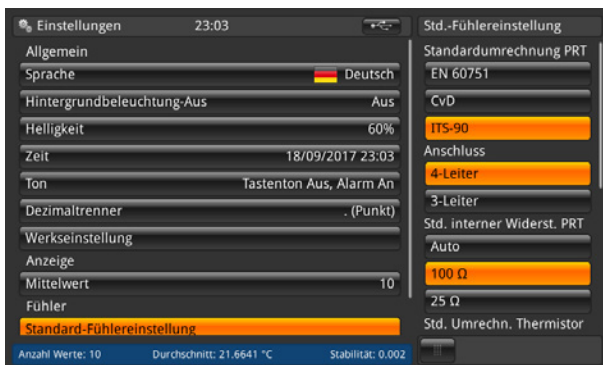 Einstellungen 23:03
Allgemein
Sprache Deutsch
Hintergrundbeleuchtung-Aus Aus
Helligkeit 60%
Zeit 18/09/2017 23:03
Ton Tastenton Aus, Alarm An
Dezimaltrenner . (Punkt)
Werkseinstellung
Anzeige
Mittelwert 10
Fühler
Standard-Fühlereinstellung
Anzahl Werte: 10 Durchschnitt: 21.6641 °C Stabilität: 0.002
Std.-Fühlereinstellung
Standardumrechnung PRT
EN 60751
CvD
ITS-90
Anschluss
4-Leiter
3-Leiter
Std. interner Widerst. PRT
Auto
100 Ω
25 Ω
Std. Umrechn. Thermistor